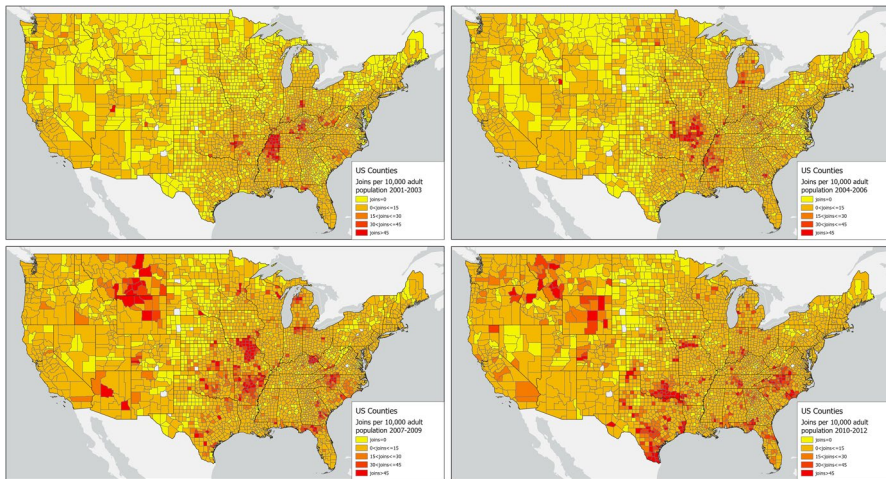 US Counties
Joins per 10,000 adult
population 2001-2003
Joins=0
0<Joins<=15
15<Joins<=30
30<Joins<=45
Joins>45
US Counties
Joins per 10,000 adult
population 2004-2006
Joins=0
0<Joins<=15
15<Joins<=30
30<Joins<=45
Joins>45
US Counties
Joins per 10,000 adult
population 2007-2009
Joins=0
0<Joins<=15
15<Joins<=30
30<Joins<=45
Joins>45
US Counties
Joins per 10,000 adult
population 2010-2012
Joins=0
0<Joins<=15
15<Joins<=30
30<Joins<=45
Joins>45